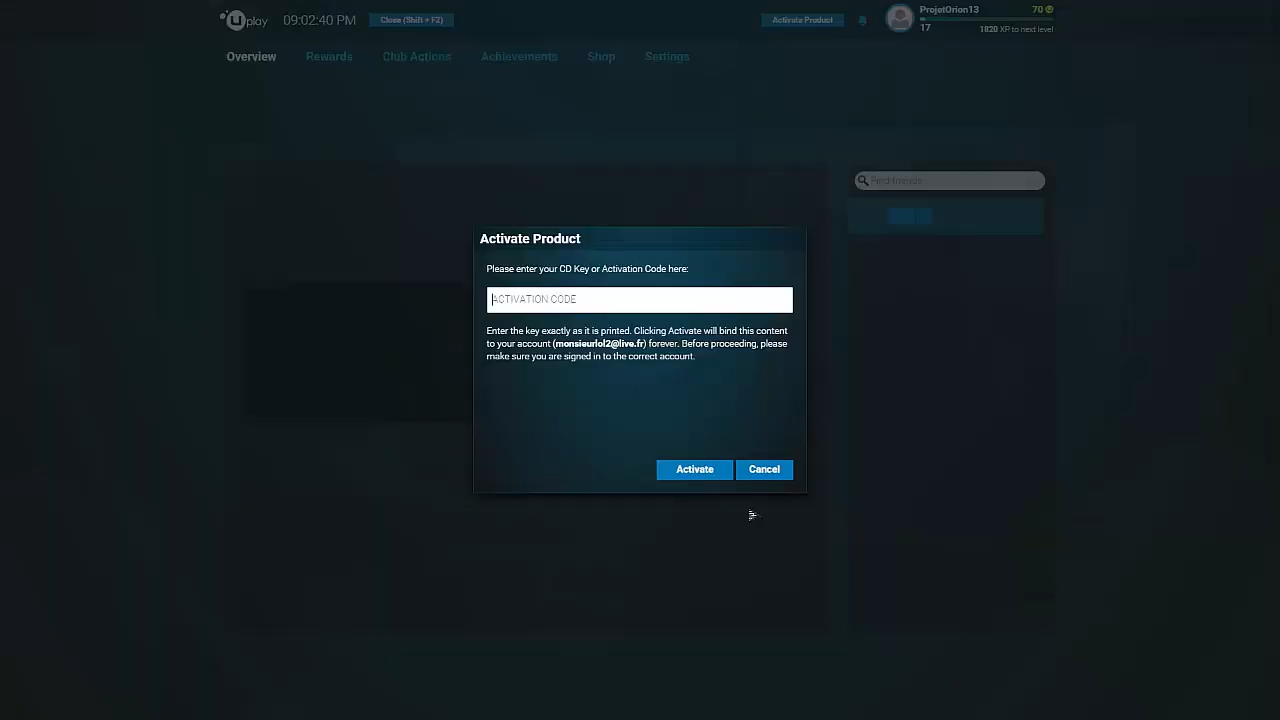 uplay 09:02:40 PM Close (Shift + F2) Activate Product ProjetOrion13 70
17 1820 XP to next level
Overview Rewards Club Actions Achievements Shop Settings
Find friends
Activate Product
Please enter your CD Key or Activation Code here:
ACTIVATION CODE
Enter the key exactly as it is printed. Clicking Activate will bind this content
to your account (monsieurlol2@live.fr) forever. Before proceeding, please
make sure you are signed in to the correct account.
Activate Cancel